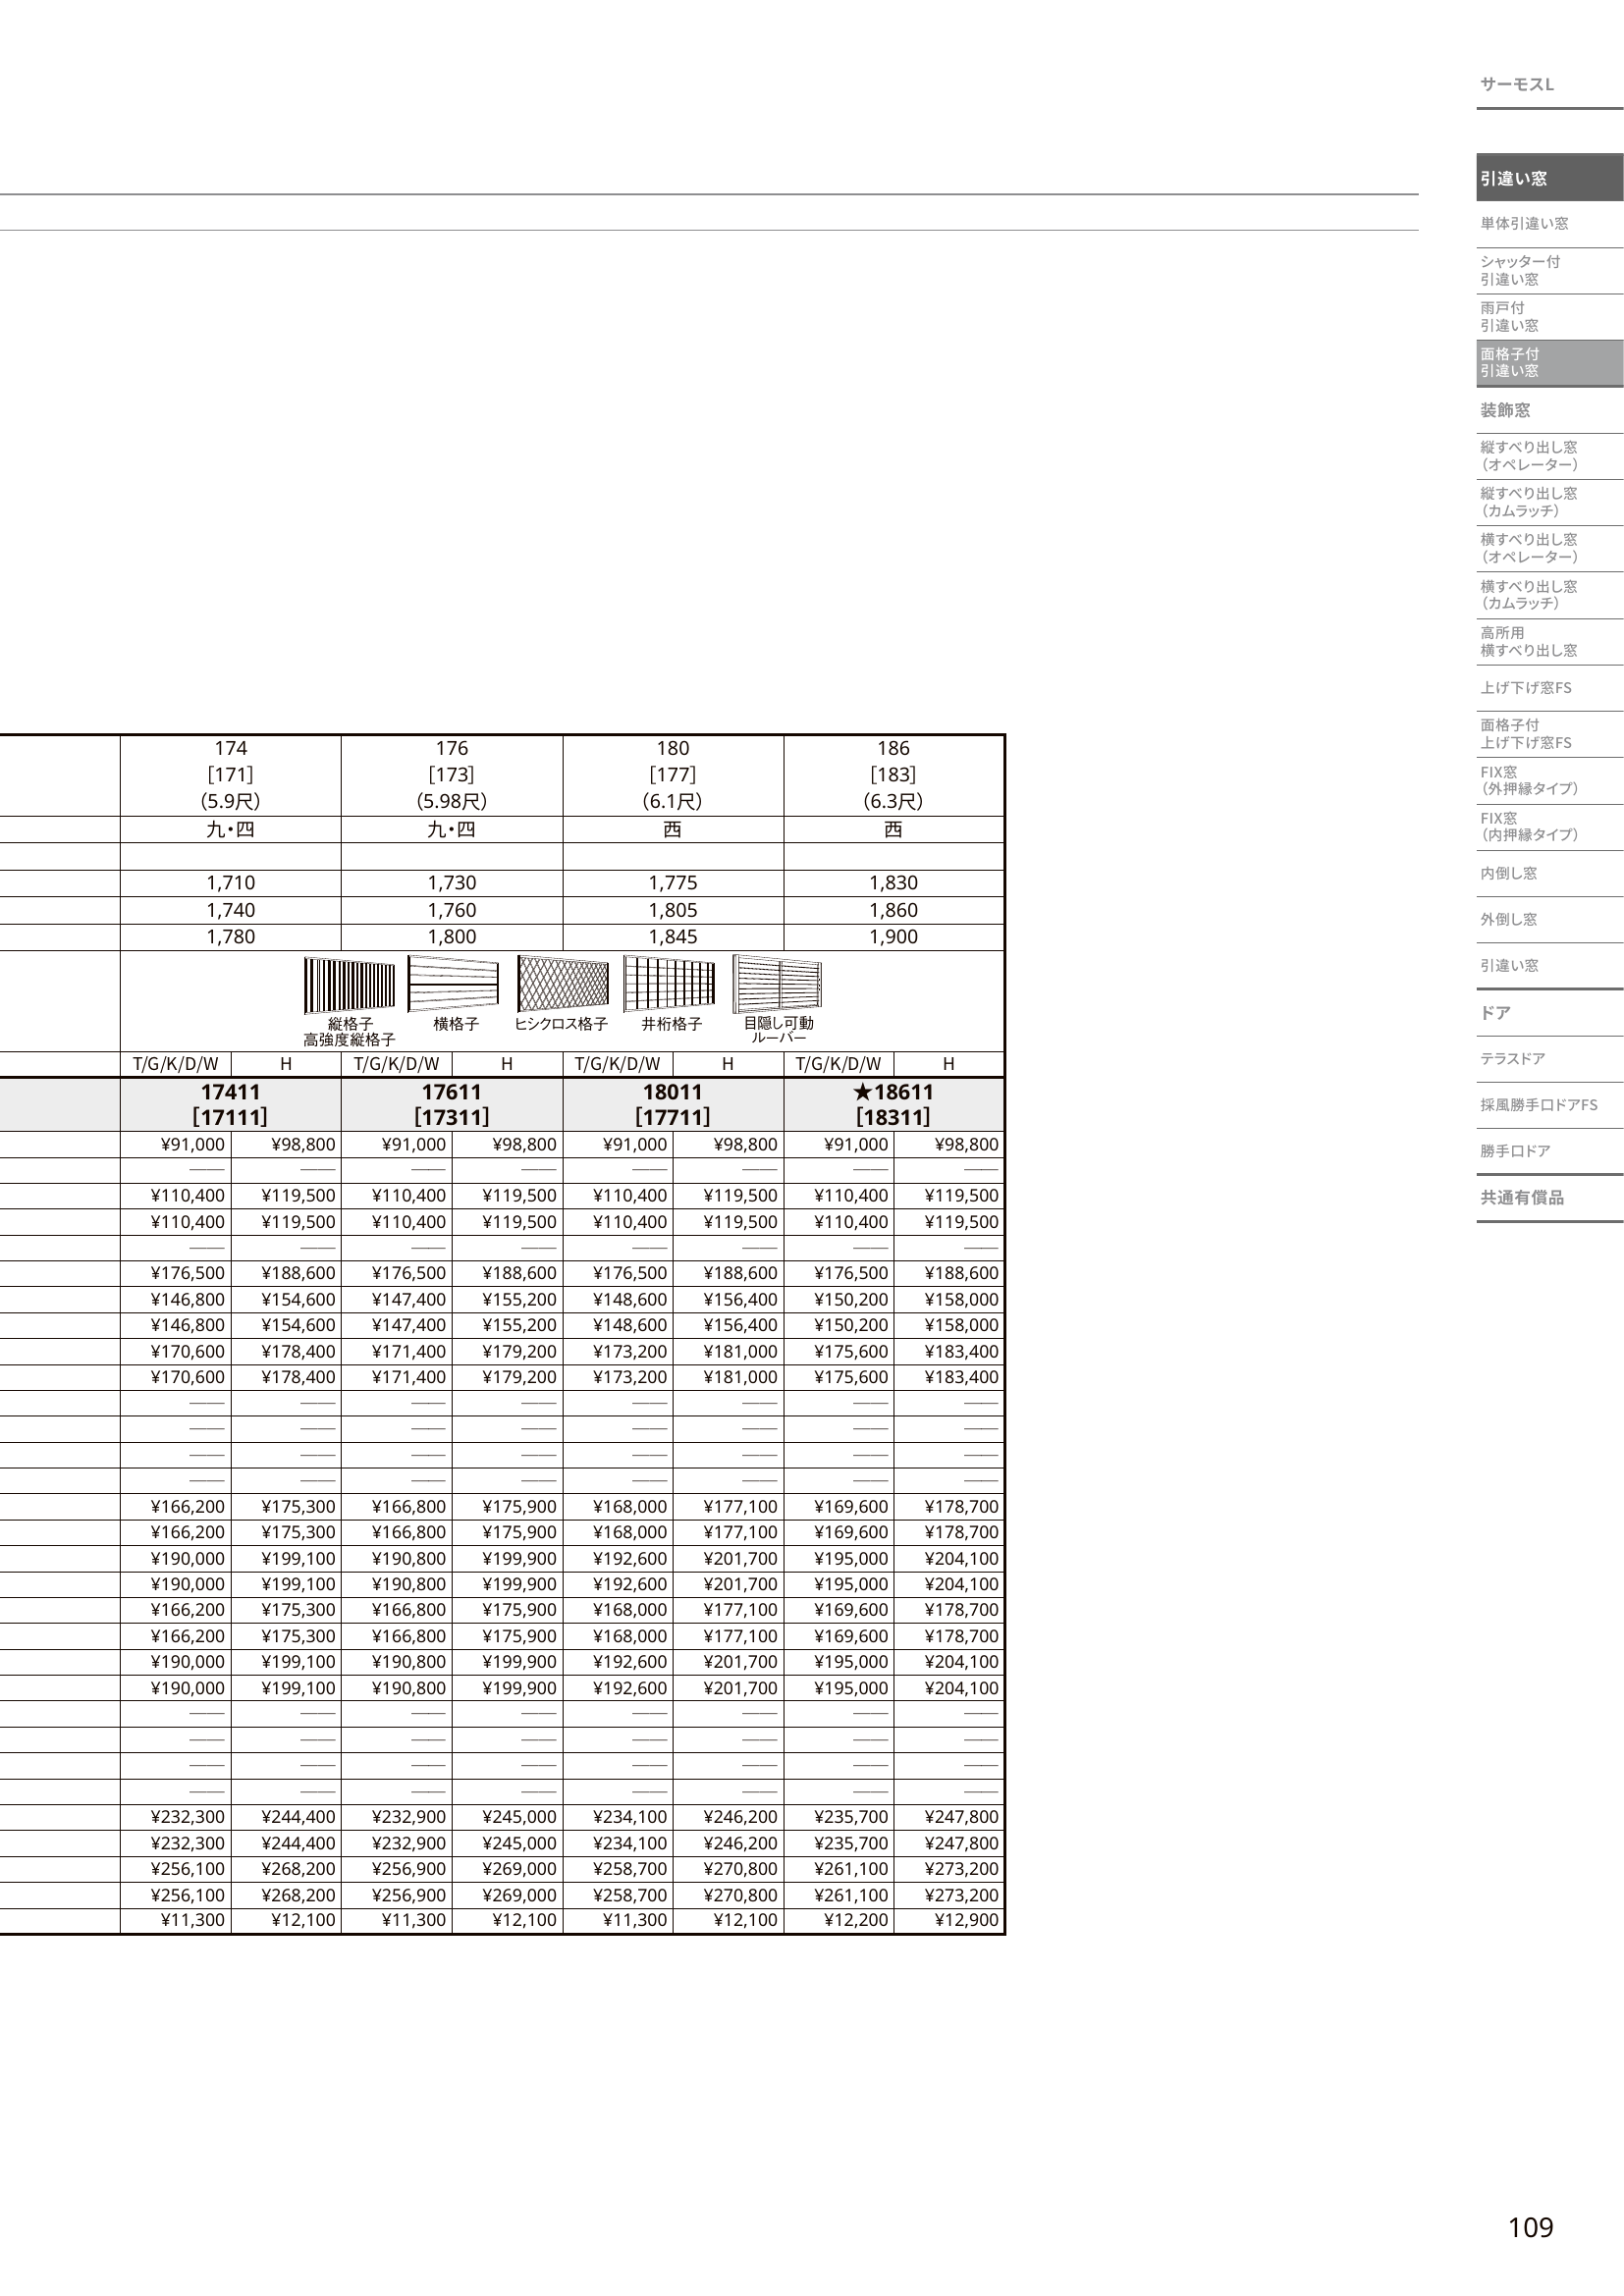 サーモスL
引違い窓
単体引違い窓
シャッター付
引違い窓
雨戸付
引違い窓
面格子付
引違い窓
装飾窓
縦すべり出し窓
（オペレーター）
縦すべり出し窓
（カムラッチ）
横すべり出し窓
（オペレーター）
横すべり出し窓
（カムラッチ）
高所用
横すべり出し窓
上げ下げ窓FS
面格子付
上げ下げ窓FS
FIX窓
（外押縁タイプ）
FIX窓
（内押縁タイプ）
内倒し窓
外倒し窓
引違い窓
ドア
テラスドア
採風勝手口ドアFS
勝手口ドア
共通有償品
174 176 180 186
［171］ ［173］ ［177］ ［183］
（5.9尺） （5.98尺） （6.1尺） （6.3尺）
九・四 九・四 西 西
1,710 1,730 1,775 1,830
1,740 1,760 1,805 1,860
1,780 1,800 1,845 1,900
縦格子 横格子 ヒシクロス格子 井桁格子 目隠し可動
高強度縦格子 ルーバー
T/G/K/D/W H T/G/K/D/W H T/G/K/D/W H T/G/K/D/W H
17411 17611 18011 ★18611
［17111］ ［17311］ ［17711］ ［18311］
¥91,000 ¥98,800 ¥91,000 ¥98,800 ¥91,000 ¥98,800 ¥91,000 ¥98,800
—— —— —— —— —— —— —— ——
¥110,400 ¥119,500 ¥110,400 ¥119,500 ¥110,400 ¥119,500 ¥110,400 ¥119,500
¥110,400 ¥119,500 ¥110,400 ¥119,500 ¥110,400 ¥119,500 ¥110,400 ¥119,500
—— —— —— —— —— —— —— ——
¥176,500 ¥188,600 ¥176,500 ¥188,600 ¥176,500 ¥188,600 ¥176,500 ¥188,600
¥146,800 ¥154,600 ¥147,400 ¥155,200 ¥148,600 ¥156,400 ¥150,200 ¥158,000
¥146,800 ¥154,600 ¥147,400 ¥155,200 ¥148,600 ¥156,400 ¥150,200 ¥158,000
¥170,600 ¥178,400 ¥171,400 ¥179,200 ¥173,200 ¥181,000 ¥175,600 ¥183,400
¥170,600 ¥178,400 ¥171,400 ¥179,200 ¥173,200 ¥181,000 ¥175,600 ¥183,400
—— —— —— —— —— —— —— ——
—— —— —— —— —— —— —— ——
—— —— —— —— —— —— —— ——
—— —— —— —— —— —— —— ——
¥166,200 ¥175,300 ¥166,800 ¥175,900 ¥168,000 ¥177,100 ¥169,600 ¥178,700
¥166,200 ¥175,300 ¥166,800 ¥175,900 ¥168,000 ¥177,100 ¥169,600 ¥178,700
¥190,000 ¥199,100 ¥190,800 ¥199,900 ¥192,600 ¥201,700 ¥195,000 ¥204,100
¥190,000 ¥199,100 ¥190,800 ¥199,900 ¥192,600 ¥201,700 ¥195,000 ¥204,100
¥166,200 ¥175,300 ¥166,800 ¥175,900 ¥168,000 ¥177,100 ¥169,600 ¥178,700
¥166,200 ¥175,300 ¥166,800 ¥175,900 ¥168,000 ¥177,100 ¥169,600 ¥178,700
¥190,000 ¥199,100 ¥190,800 ¥199,900 ¥192,600 ¥201,700 ¥195,000 ¥204,100
¥190,000 ¥199,100 ¥190,800 ¥199,900 ¥192,600 ¥201,700 ¥195,000 ¥204,100
—— —— —— —— —— —— —— ——
—— —— —— —— —— —— —— ——
—— —— —— —— —— —— —— ——
—— —— —— —— —— —— —— ——
¥232,300 ¥244,400 ¥232,900 ¥245,000 ¥234,100 ¥246,200 ¥235,700 ¥247,800
¥232,300 ¥244,400 ¥232,900 ¥245,000 ¥234,100 ¥246,200 ¥235,700 ¥247,800
¥256,100 ¥268,200 ¥256,900 ¥269,000 ¥258,700 ¥270,800 ¥261,100 ¥273,200
¥256,100 ¥268,200 ¥256,900 ¥269,000 ¥258,700 ¥270,800 ¥261,100 ¥273,200
¥11,300 ¥12,100 ¥11,300 ¥12,100 ¥11,300 ¥12,100 ¥12,200 ¥12,900
109